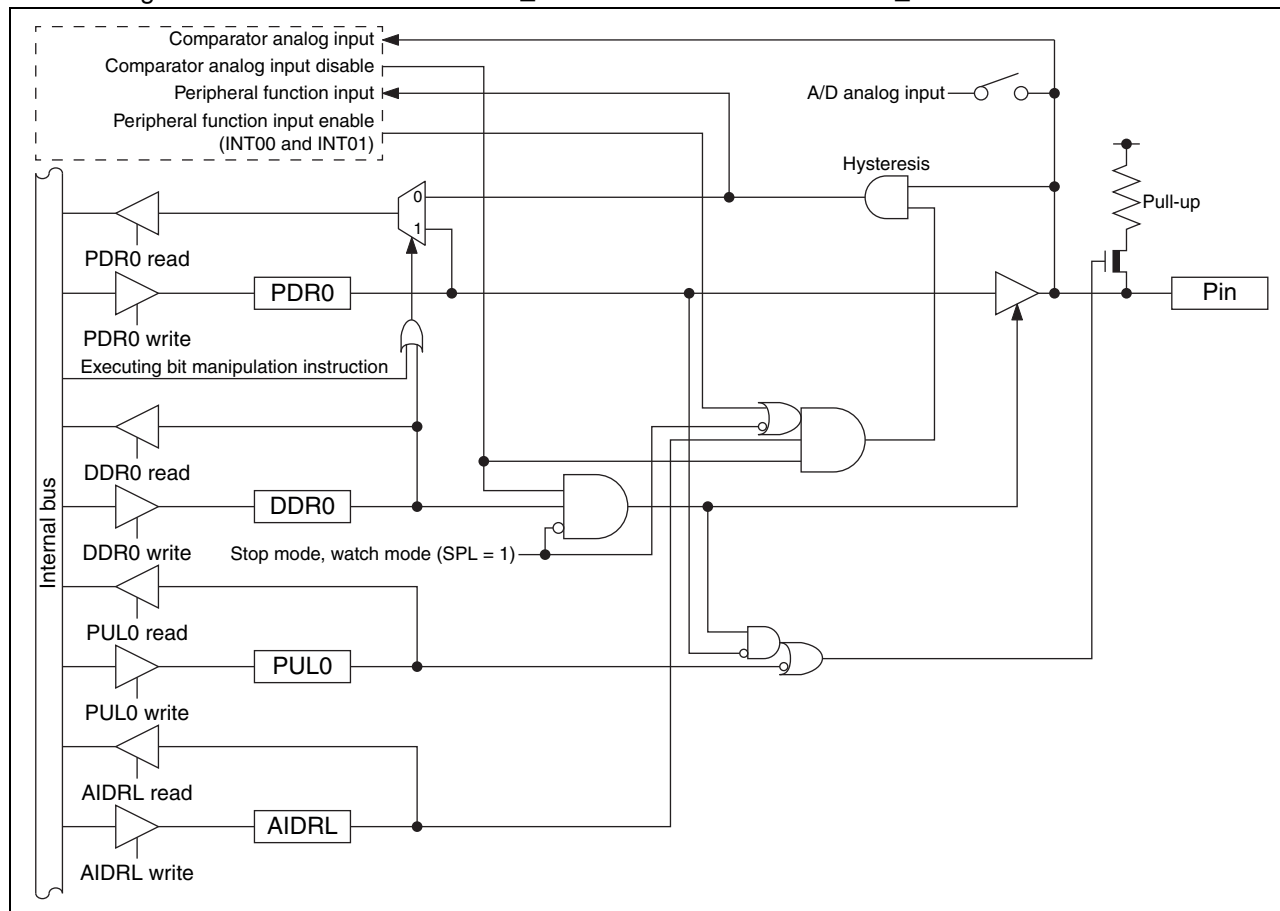 Comparator analog input
Comparator analog input disable
Peripheral function input
Peripheral function input enable
(INT00 and INT01)
A/D analog input
Hysteresis
Pull-up
0
1
PDR0 read
PDR0
Pin
PDR0 write
Executing bit manipulation instruction
DDR0 read
DDR0
DDR0 write
Stop mode, watch mode (SPL = 1)
Internal bus
PUL0 read
PUL0
PUL0 write
AIDRL read
AIDRL
AIDRL write